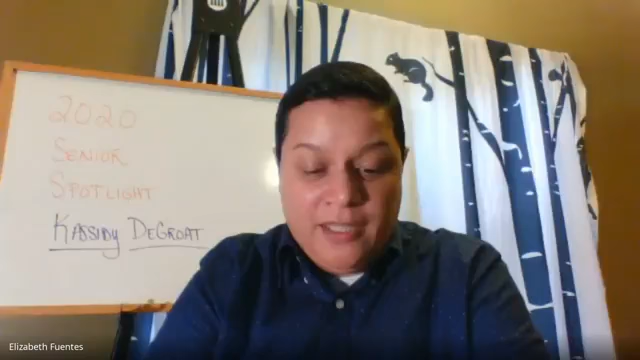 2020
SENIOR
SPOTLIGHT
KASSIDY DEGROAT
Elizabeth Fuentes